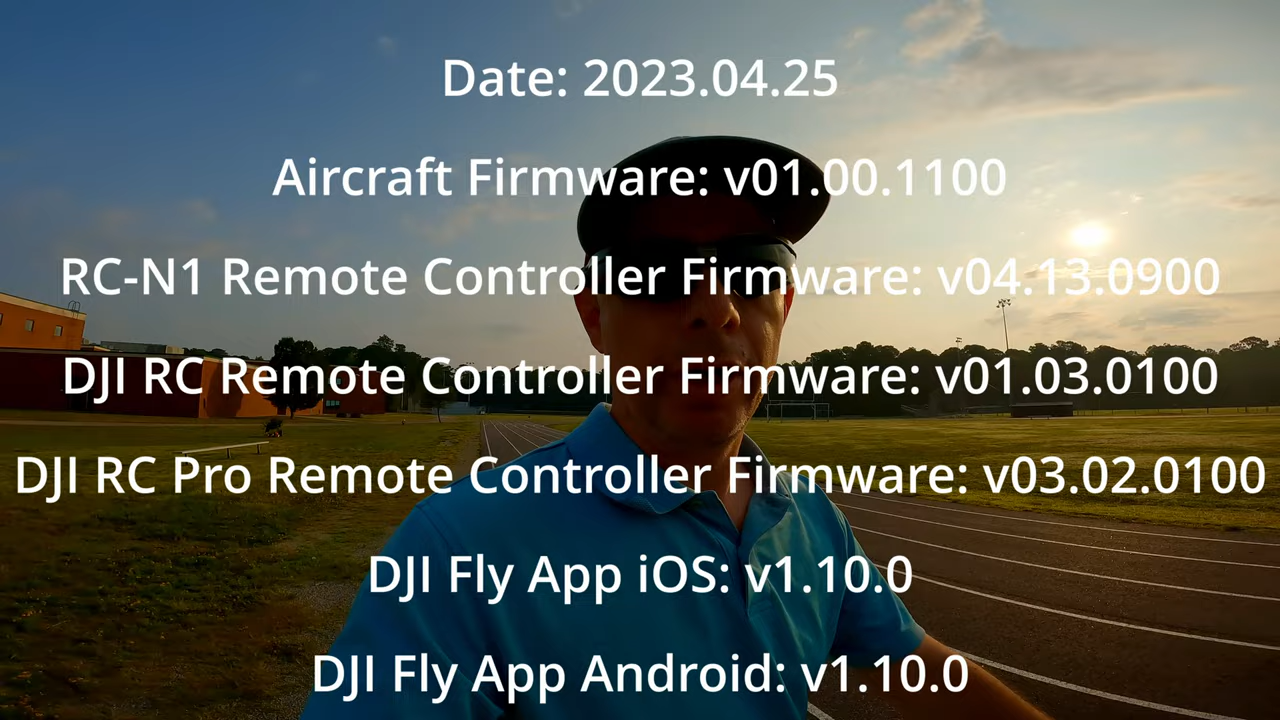 Date: 2023.04.25
Aircraft Firmware: v01.00.1100
RC-N1 Remote Controller Firmware: v04.13.0900
DJI RC Remote Controller Firmware: v01.03.0100
DJI RC Pro Remote Controller Firmware: v03.02.0100
DJI Fly App iOS: v1.10.0
DJI Fly App Android: v1.10.0